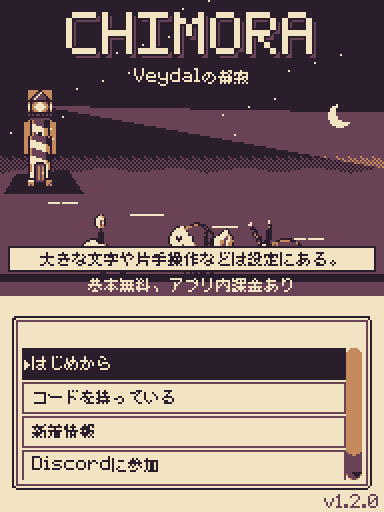 CHIMORA
Veydalの探索
大きな文字や片手操作などは設定にある。
基本無料、アプリ内課金あり
はじめから
コードを持っている
新着情報
Discordに参加
v1.2.0